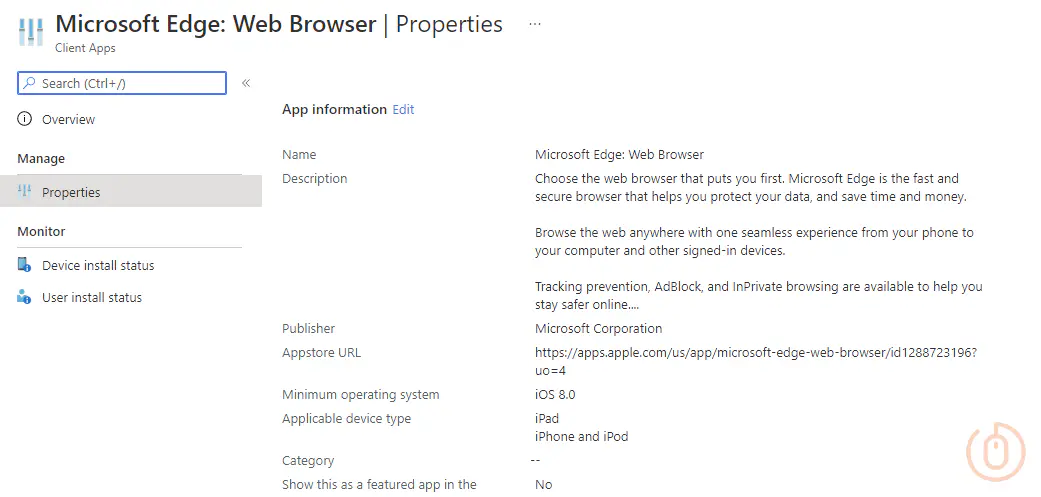 Microsoft Edge: Web Browser | Properties ...
Client Apps
Search (Ctrl+/) «
Overview
Manage
Properties
Monitor
Device install status
User install status
App information Edit
Name Microsoft Edge: Web Browser
Description Choose the web browser that puts you first. Microsoft Edge is the fast and
secure browser that helps you protect your data, and save time and money.
Browse the web anywhere with one seamless experience from your phone to
your computer and other signed-in devices.
Tracking prevention, AdBlock, and InPrivate browsing are available to help you
stay safer online....
Publisher Microsoft Corporation
Appstore URL https://apps.apple.com/us/app/microsoft-edge-web-browser/id1288723196?
uo=4
Minimum operating system iOS 8.0
Applicable device type iPad
iPhone and iPod
Category --
Show this as a featured app in the No